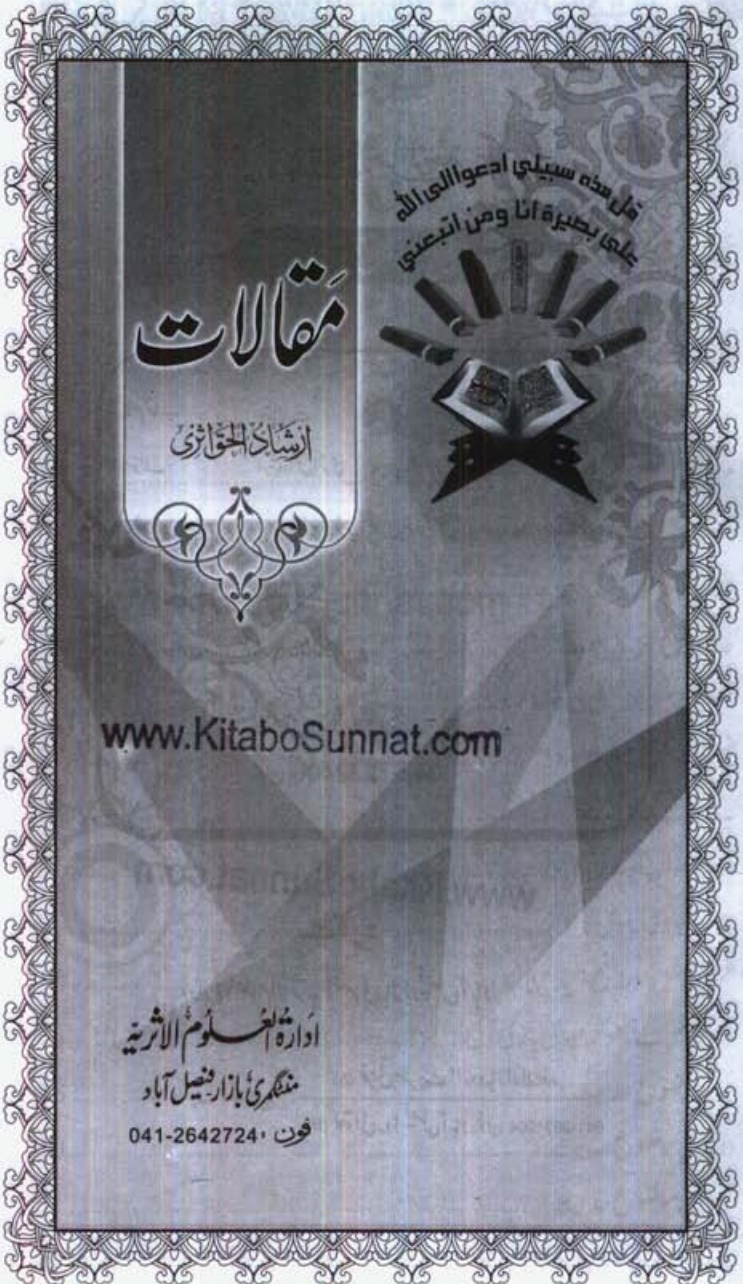 قل هذه سبيلي ادعوا الى الله
على بصيرة انا ومن اتبعني
مَقالات
ارشاد الحق اثری
www.KitaboSunnat.com
ادارۃ العلوم الاثریہ
منٹگمری بازار فیصل آباد
فون : 041-2642724